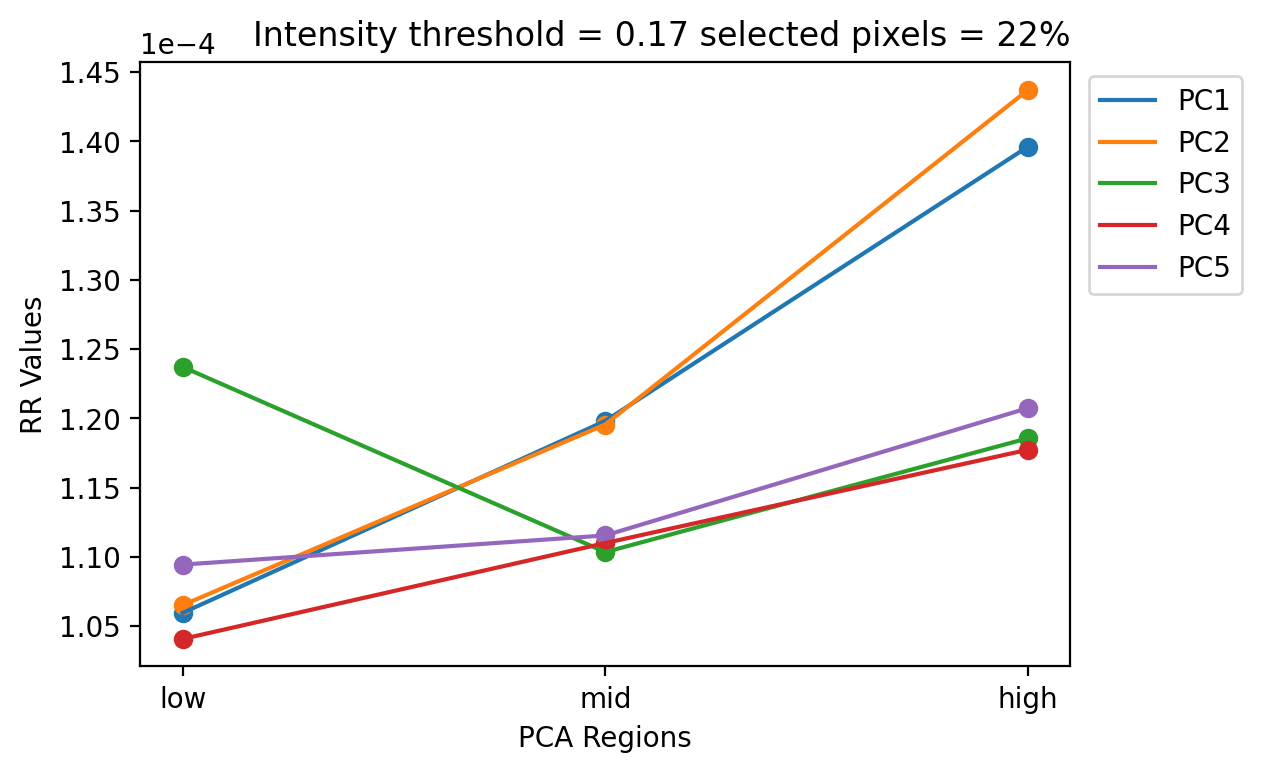 1e−4
Intensity threshold = 0.17 selected pixels = 22%
1.45
1.40
1.35
1.30
1.25
1.20
1.15
1.10
1.05
RR Values
low
mid
high
PCA Regions
PC1
PC2
PC3
PC4
PC5